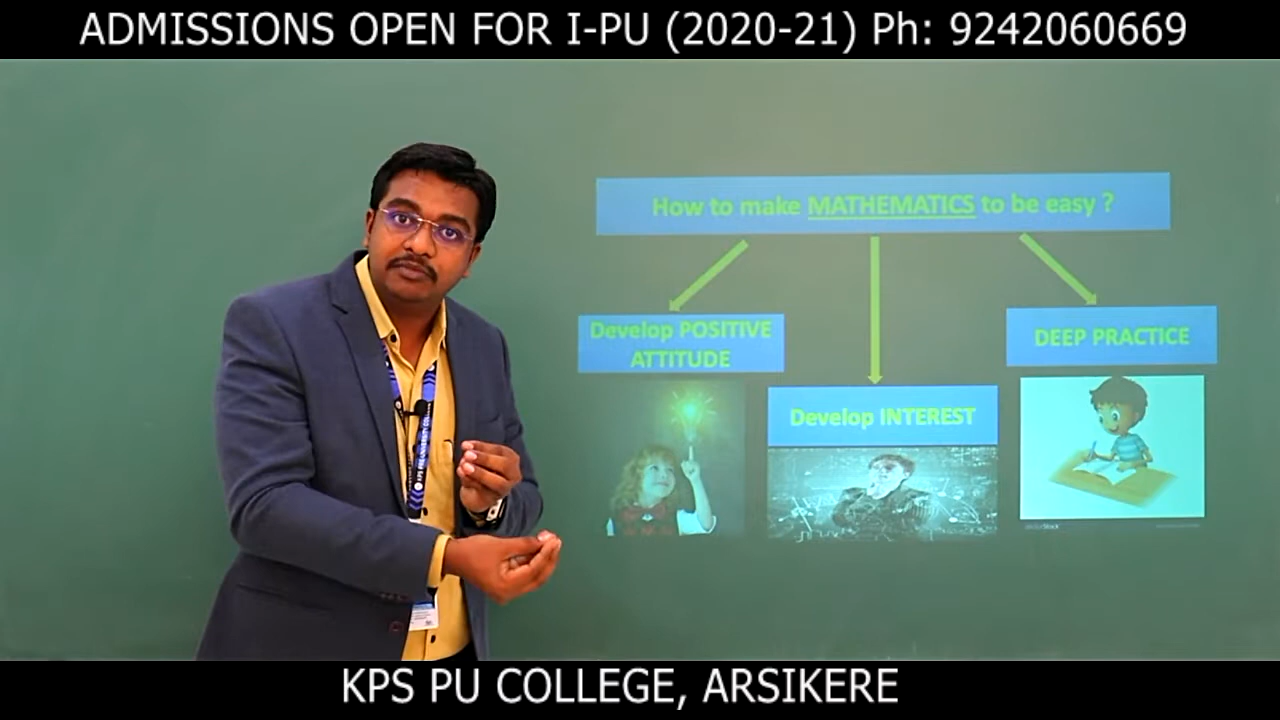 ADMISSIONS OPEN FOR I-PU (2020-21) Ph: 9242060669
How to make MATHEMATICS to be easy ?
Develop POSITIVE
ATTITUDE
Develop INTEREST
DEEP PRACTICE
KPS PU COLLEGE, ARSIKERE